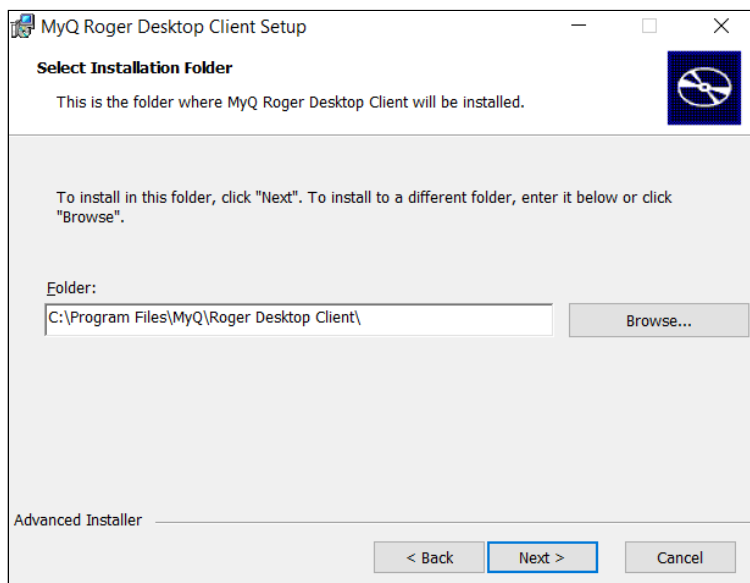 MyQ Roger Desktop Client Setup
Select Installation Folder
This is the folder where MyQ Roger Desktop Client will be installed.
To install in this folder, click "Next". To install to a different folder, enter it below or click
"Browse".
Folder:
C:\Program Files\MyQ\Roger Desktop Client\
Browse...
Advanced Installer
< Back
Next >
Cancel